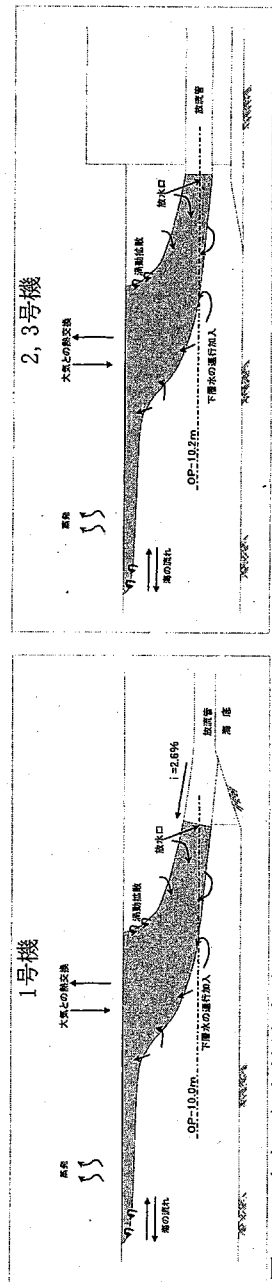 1号機
蒸発
大気との熱交換
渦動拡散
放水口
i=2.6%
放流管
海底
海の流れ
OP-10.0m
下層水の連行加入
2,3号機
蒸発
大気との熱交換
渦動拡散
放水口
放流管
海の流れ
OP-10.2m
下層水の連行加入